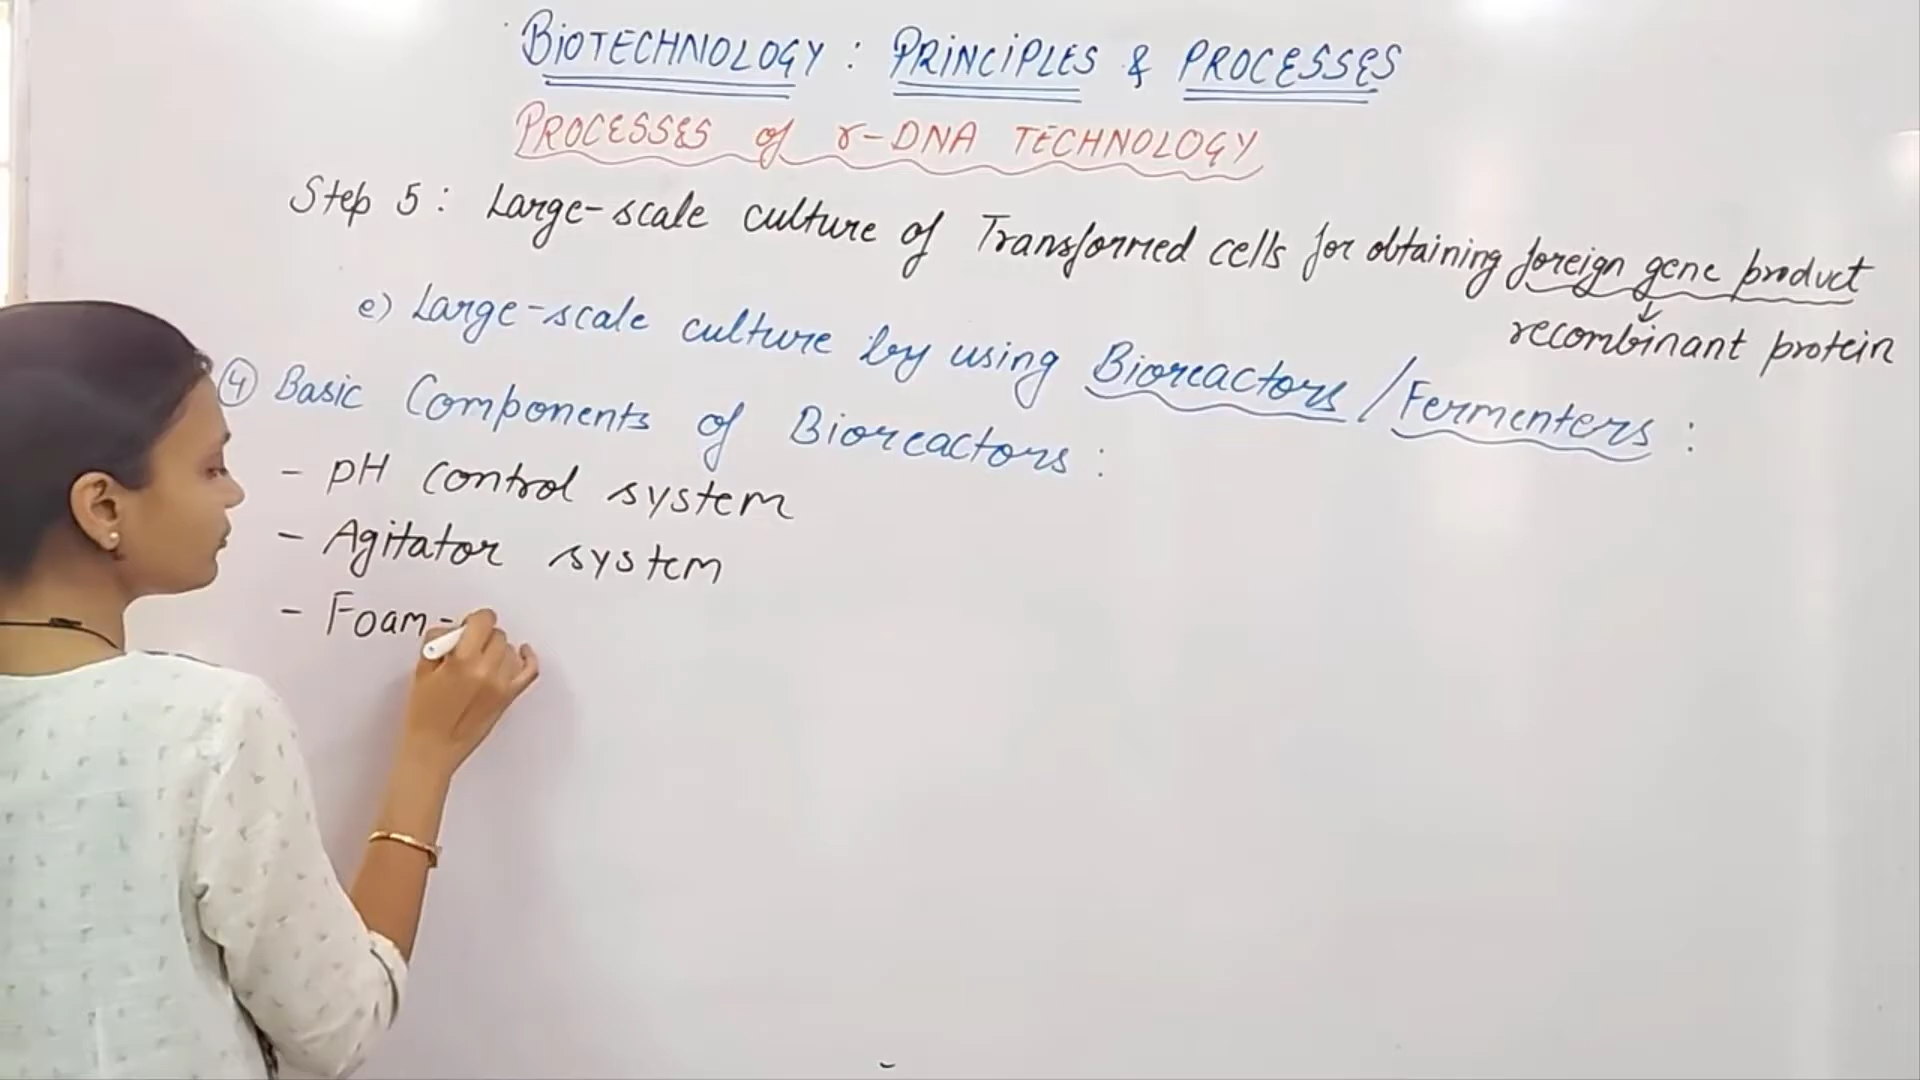 BIOTECHNOLOGY : PRINCIPLES & PROCESSES
PROCESSES of r-DNA TECHNOLOGY
Step 5: Large-scale culture of Transformed cells for obtaining foreign gene product
↓
recombinant protein
e) Large-scale culture by using Bioreactors / Fermenters :
④ Basic Components of Bioreactors :
- pH control system
- Agitator system
- Foam-